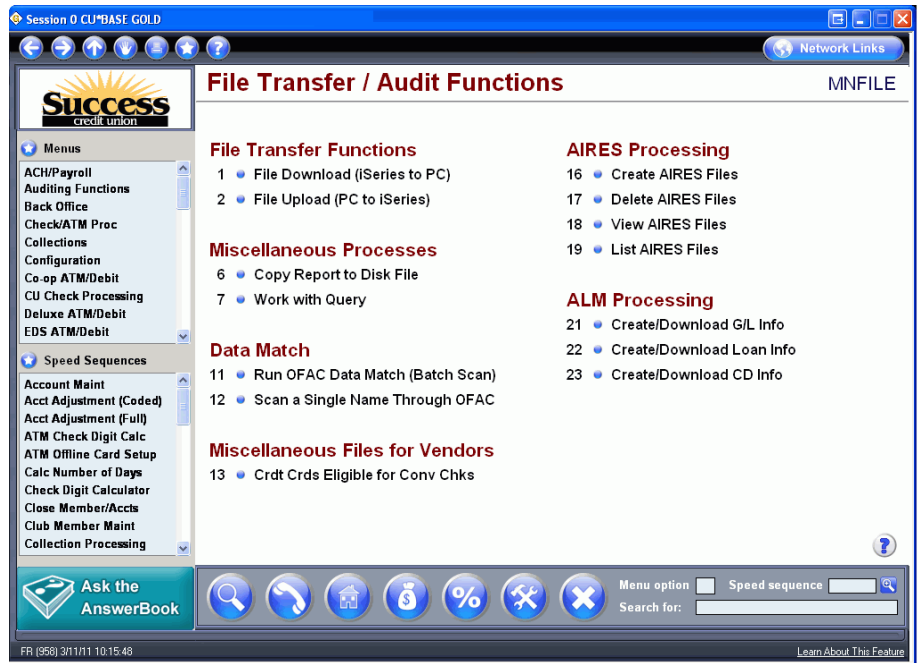 Session 0 CU*BASE GOLD
?
Network Links
Success
credit union
File Transfer / Audit Functions
MNFILE
Menus
ACH/Payroll
Auditing Functions
Back Office
Check/ATM Proc
Collections
Configuration
Co-op ATM/Debit
CU Check Processing
Deluxe ATM/Debit
EDS ATM/Debit
Speed Sequences
Account Maint
Acct Adjustment (Coded)
Acct Adjustment (Full)
ATM Check Digit Calc
ATM Offline Card Setup
Calc Number of Days
Check Digit Calculator
Close Member/Accts
Club Member Maint
Collection Processing
Ask the
AnswerBook
File Transfer Functions
1 File Download (iSeries to PC)
2 File Upload (PC to iSeries)
Miscellaneous Processes
6 Copy Report to Disk File
7 Work with Query
Data Match
11 Run OFAC Data Match (Batch Scan)
12 Scan a Single Name Through OFAC
Miscellaneous Files for Vendors
13 Crdt Crds Eligible for Conv Chks
AIRES Processing
16 Create AIRES Files
17 Delete AIRES Files
18 View AIRES Files
19 List AIRES Files
ALM Processing
21 Create/Download G/L Info
22 Create/Download Loan Info
23 Create/Download CD Info
?
$
%
Menu option
Speed sequence
Search for:
FR (958) 3/11/11 10:15:48
Learn About This Feature